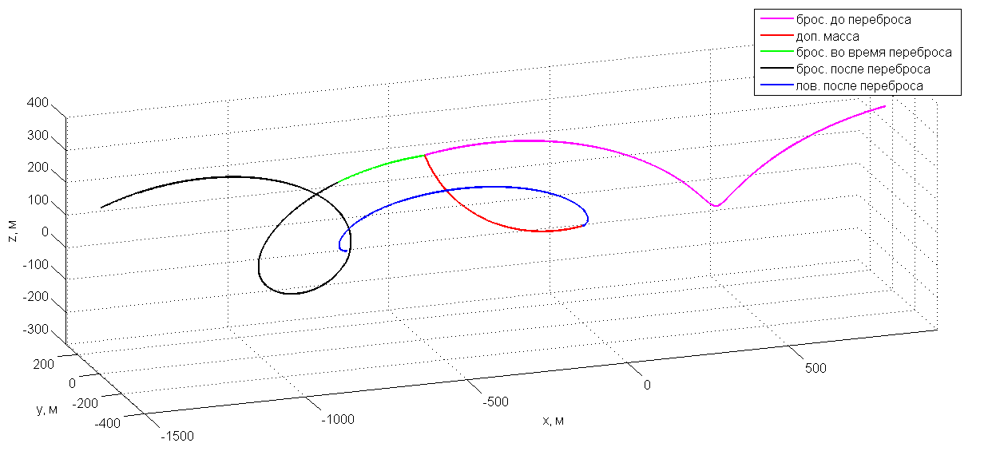 брос. до переброса
доп. масса
брос. во время переброса
брос. после переброса
лов. после переброса
400
300
200
100
0
-100
-200
-300
z, м
200
0
-200
-400
y, м
-1500
-1000
-500
0
500
x, м